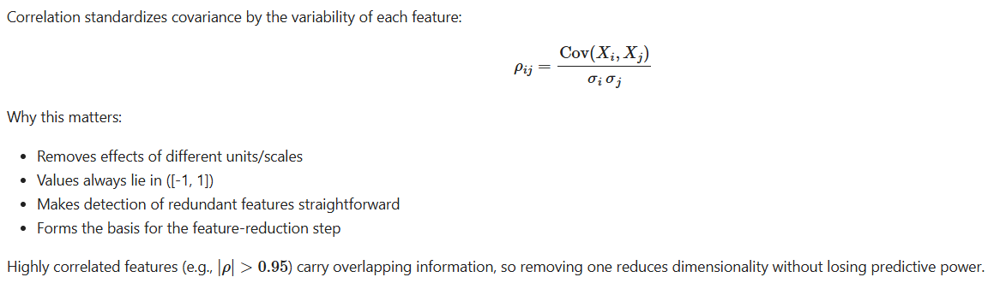 Correlation standardizes covariance by the variability of each feature:
ρᵢⱼ = Cov(Xᵢ, Xⱼ) / σᵢ σⱼ
Why this matters:
• Removes effects of different units/scales
• Values always lie in ([-1, 1])
• Makes detection of redundant features straightforward
• Forms the basis for the feature-reduction step
Highly correlated features (e.g., |ρ| > 0.95) carry overlapping information, so removing one reduces dimensionality without losing predictive power.